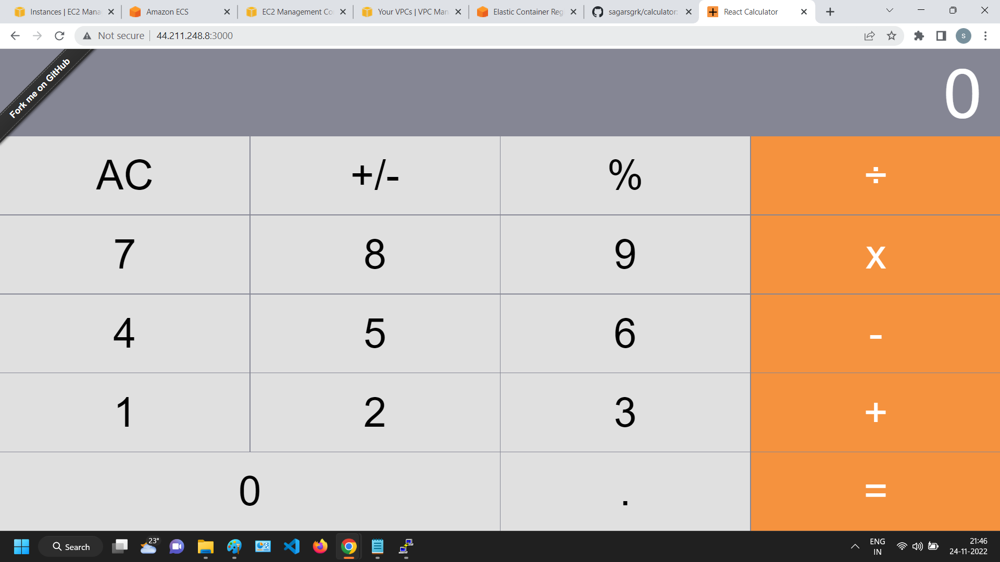 Instances | EC2 Mana
Amazon ECS
EC2 Management Co
Your VPCs | VPC Man
Elastic Container Reg
sagarsgrk/calculator:
React Calculator
Not secure
44.211.248.8:3000
S
Fork me on GitHub
0
AC +/- % ÷
7 8 9 x
4 5 6 -
1 2 3 +
0 . =
23°
Search
ENG
IN
21:46
24-11-2022